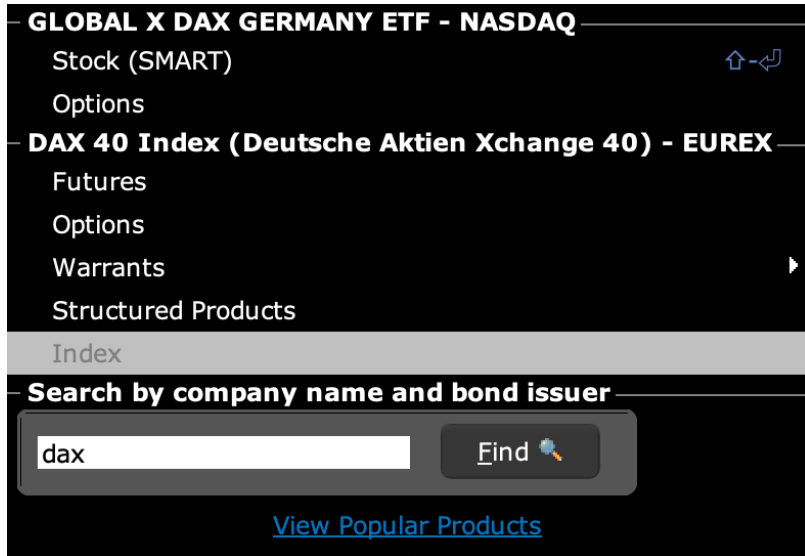 GLOBAL X DAX GERMANY ETF - NASDAQ
Stock (SMART) ⇧-⏎
Options
DAX 40 Index (Deutsche Aktien Xchange 40) - EUREX
Futures
Options
Warrants
Structured Products
Index
Search by company name and bond issuer
dax Find
View Popular Products